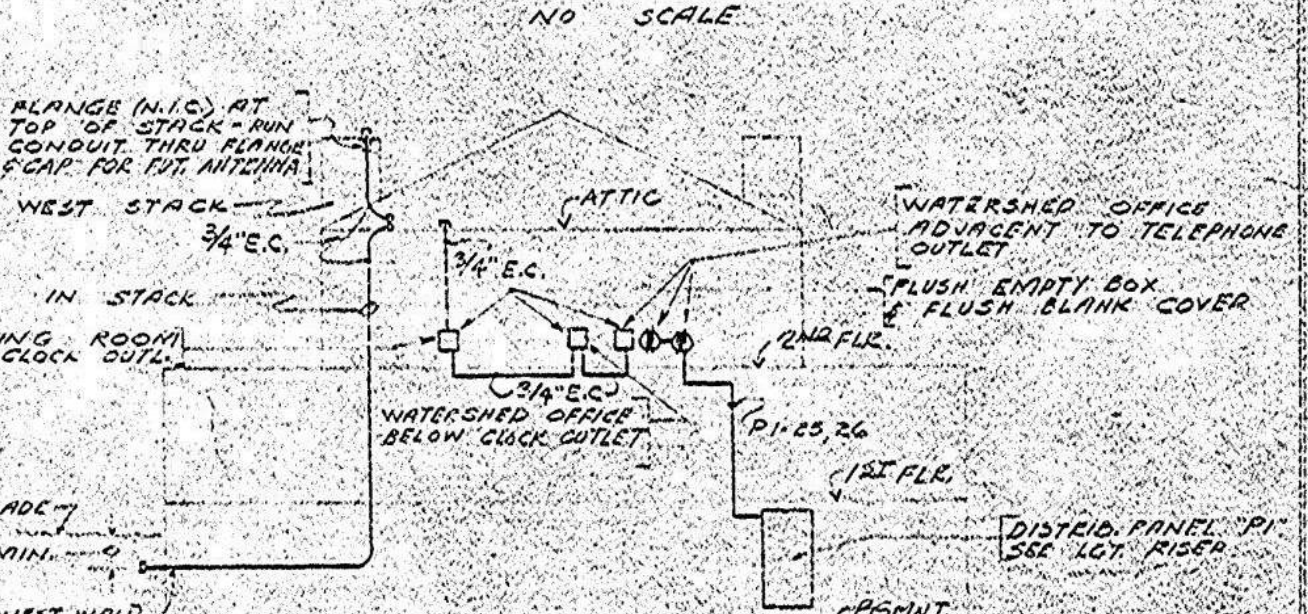 NO SCALE
FLANGE (N.I.C.) AT
TOP OF STACK - RUN
CONDUIT THRU FLANGE
& CAP FOR FUT. ANTENNA
WEST STACK
3/4" E.C.
IN STACK
ING ROOM
CLOCK OUTL.
ATTIC
3/4" E.C.
3/4" E.C.
WATERSHED OFFICE
BELOW CLOCK OUTLET
WATERSHED OFFICE
ADJACENT TO TELEPHONE
OUTLET
FLUSH EMPTY BOX
& FLUSH BLANK COVER
2ND FLR.
P1-25,26
1ST FLR.
DISTRIB. PANEL "P1"
SEE LGT. RISER
ADE
MIN.
BSMNT